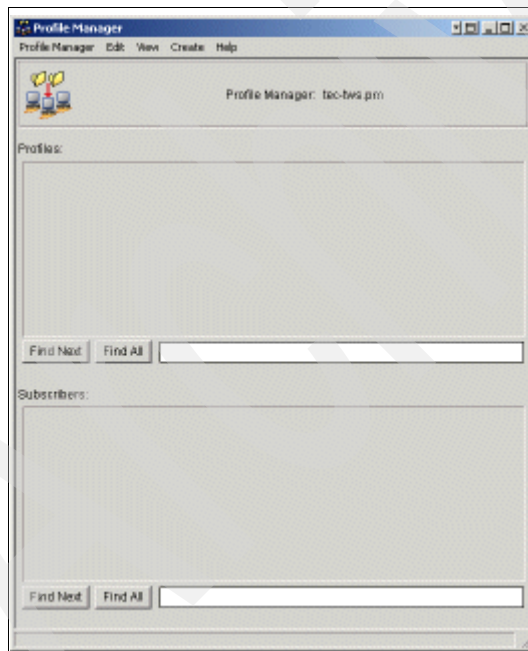 Profile Manager
Profile Manager Edit View Create Help
Profile Manager: tec-tws.pm
Profiles:
Find Next Find All
Subscribers:
Find Next Find All